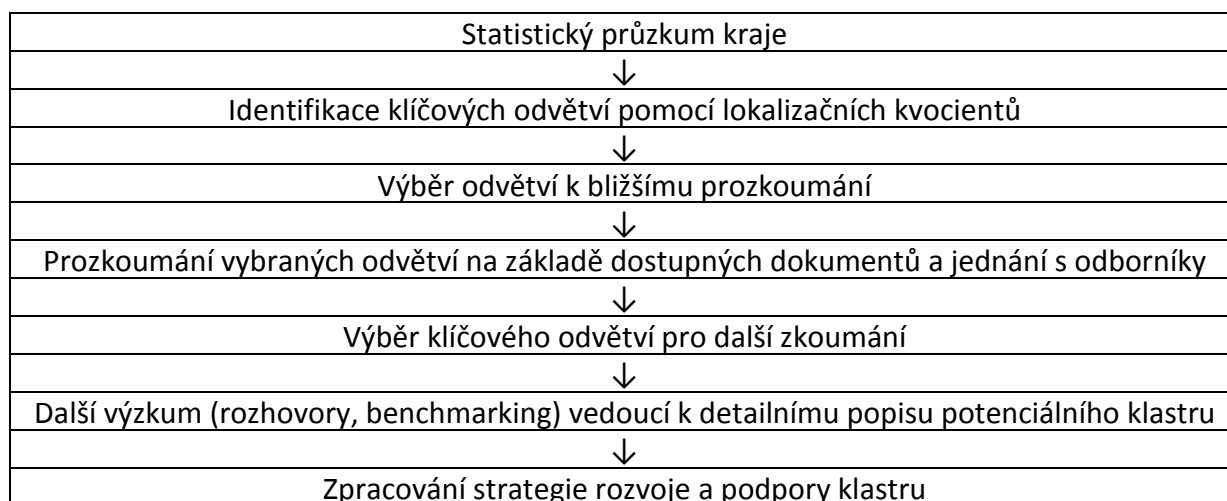 Statistický průzkum kraje
↓
Identifikace klíčových odvětví pomocí lokalizačních kvocientů
↓
Výběr odvětví k bližšímu prozkoumání
↓
Prozkoumání vybraných odvětví na základě dostupných dokumentů a jednání s odborníky
↓
Výběr klíčového odvětví pro další zkoumání
↓
Další výzkum (rozhovory, benchmarking) vedoucí k detailnímu popisu potenciálního klastru
↓
Zpracování strategie rozvoje a podpory klastru